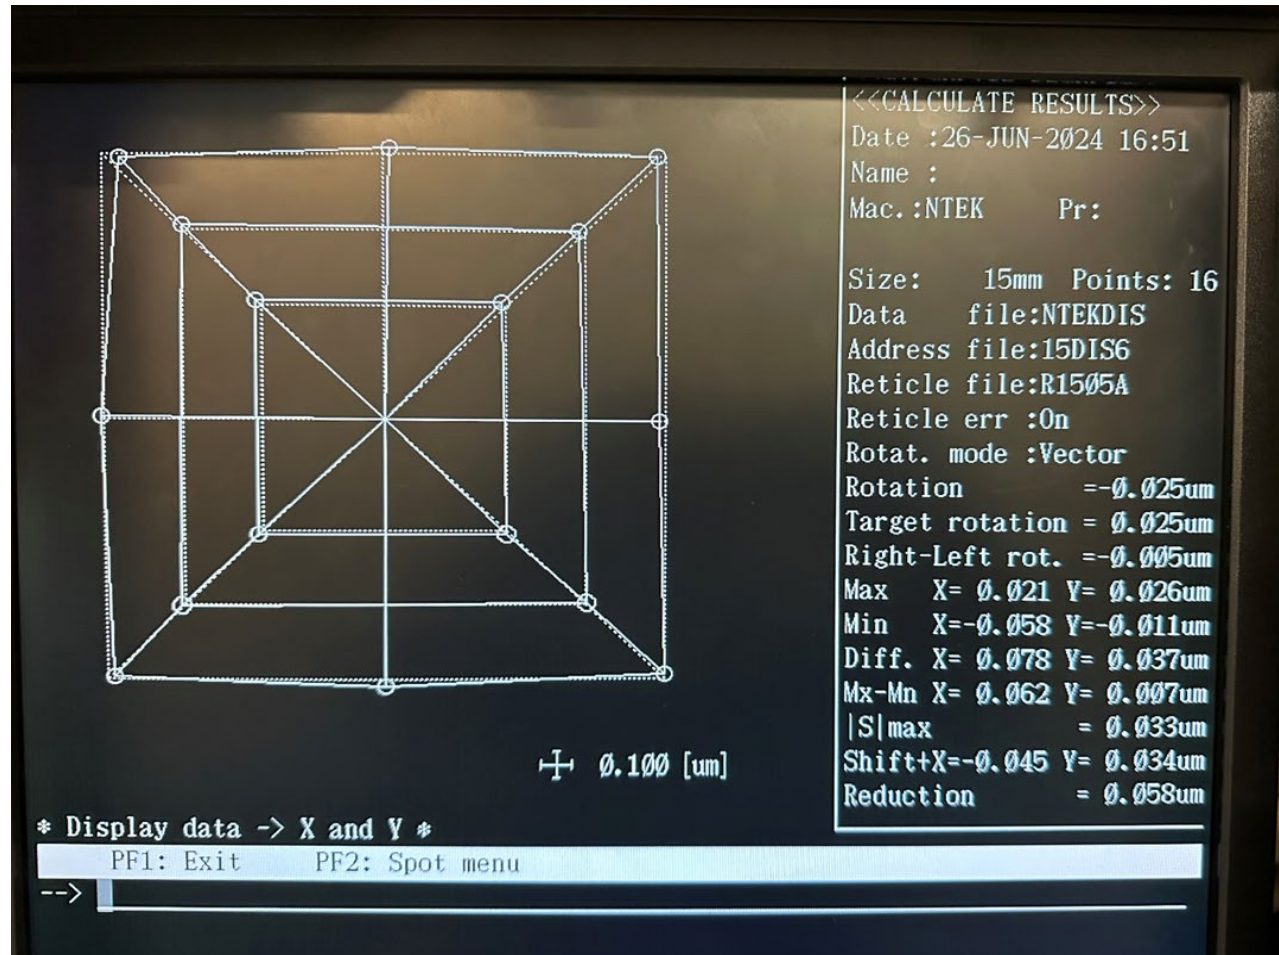 <<CALCULATE RESULTS>>
Date :26-JUN-2024 16:51
Name :
Mac.:NTEK Pr:
Size: 15mm Points: 16
Data file:NTEKDIS
Address file:15DIS6
Reticle file:R1505A
Reticle err :On
Rotat. mode :Vector
Rotation =-0.025um
Target rotation = 0.025um
Right-Left rot. =-0.005um
Max X= 0.021 Y= 0.026um
Min X=-0.058 Y=-0.011um
Diff. X= 0.078 Y= 0.037um
Mx-Mn X= 0.062 Y= 0.007um
|S|max = 0.033um
Shift+X=-0.045 Y= 0.034um
Reduction = 0.058um
0.100 [um]
* Display data -> X and Y *
PF1: Exit PF2: Spot menu
-->